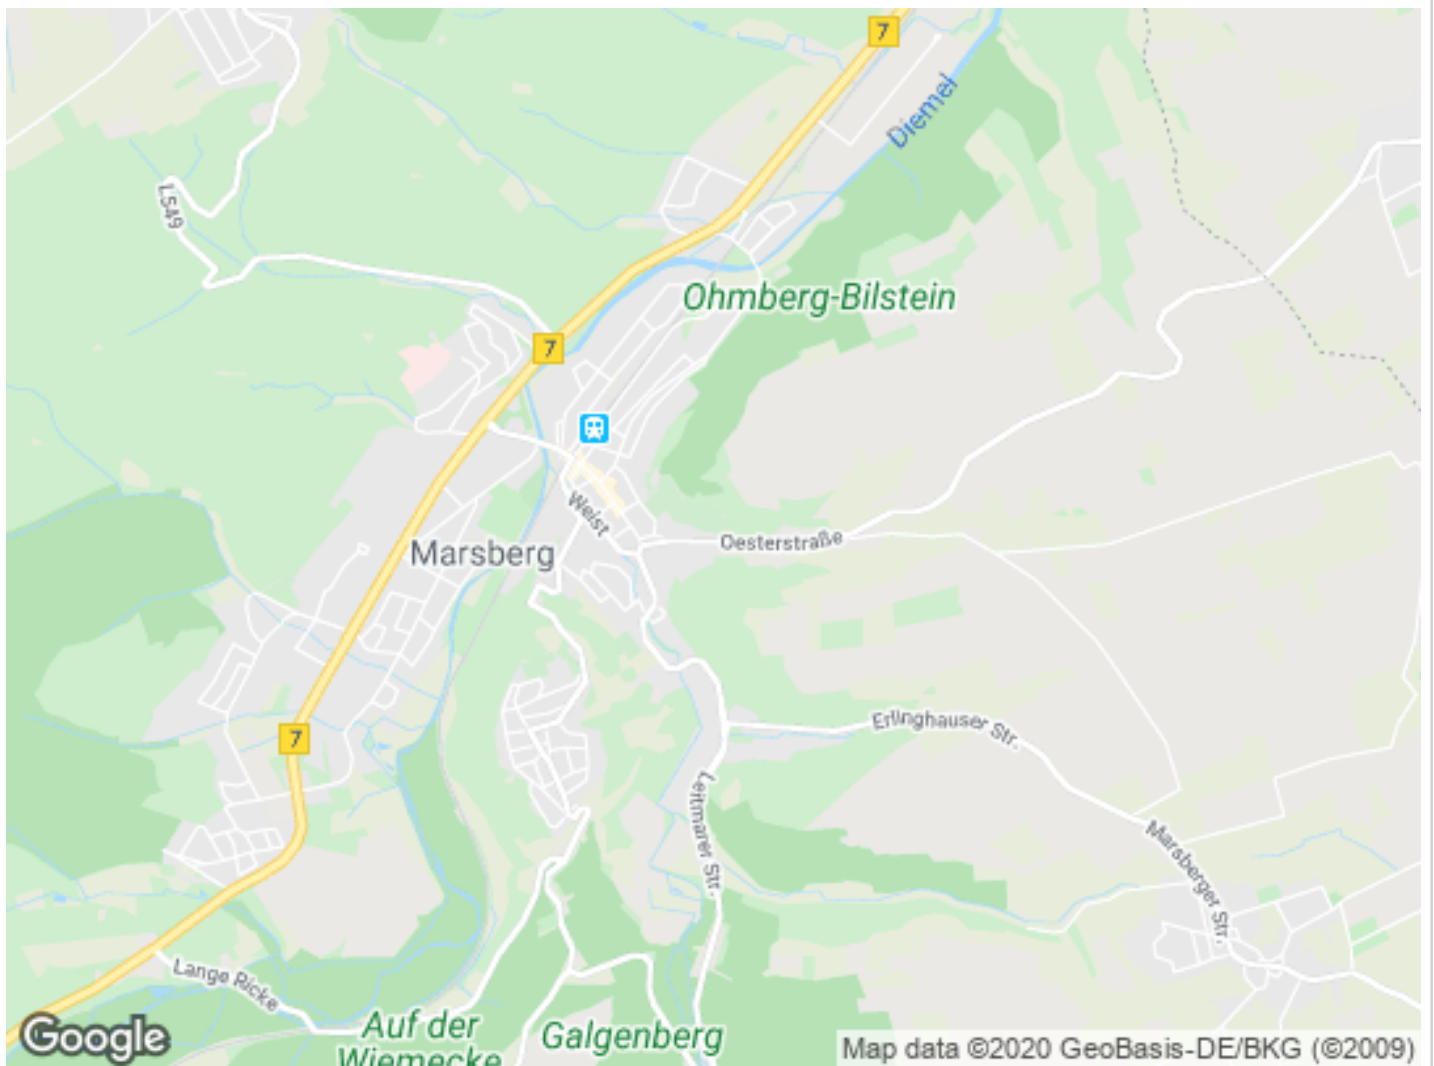 7
Diemel
L549
Ohmberg-Bilstein
7
Weist
Oesterstraße
Marsberg
Erlinghauser Str.
7
Leitmarer Str.
Marsberger Str.
Lange Ricke
Auf der
Wiemecke
Galgenberg
Google
Map data ©2020 GeoBasis-DE/BKG (©2009)